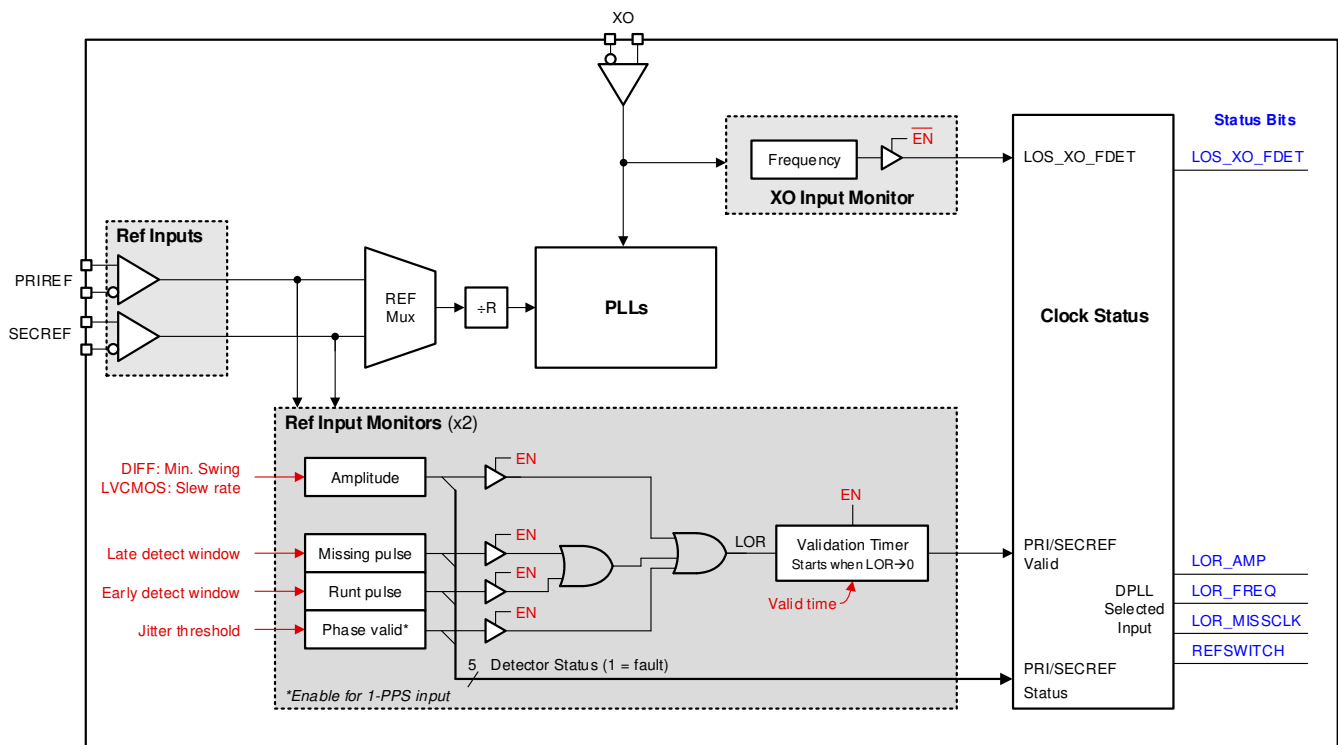 XO
Status Bits
EN
Frequency
LOS_XO_FDET
LOS_XO_FDET
XO Input Monitor
Ref Inputs
PRIREF
SECREF
REF
Mux
÷R
PLLs
Clock Status
Ref Input Monitors (x2)
DIFF: Min. Swing
LVCMOS: Slew rate
Amplitude
EN
EN
Late detect window
Missing pulse
EN
LOR
Validation Timer
Starts when LOR→0
PRI/SECREF
Valid
LOR_AMP
Early detect window
Runt pulse
EN
Valid time
DPLL
Selected
Input
LOR_FREQ
Jitter threshold
Phase valid*
EN
LOR_MISSCLK
REFSWITCH
5 Detector Status (1 = fault)
PRI/SECREF
Status
*Enable for 1-PPS input